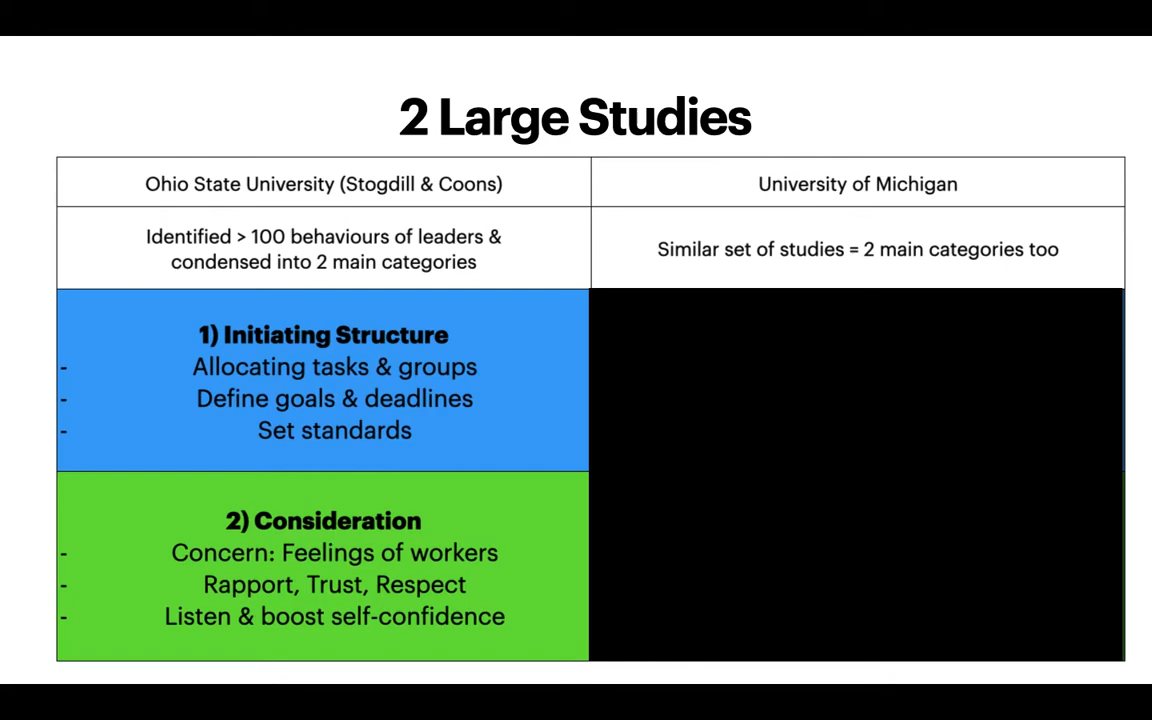 2 Large Studies
Ohio State University (Stogdill & Coons)
University of Michigan
Identified > 100 behaviours of leaders &
condensed into 2 main categories
Similar set of studies = 2 main categories too
1) Initiating Structure
- Allocating tasks & groups
- Define goals & deadlines
- Set standards
2) Consideration
- Concern: Feelings of workers
- Rapport, Trust, Respect
- Listen & boost self-confidence